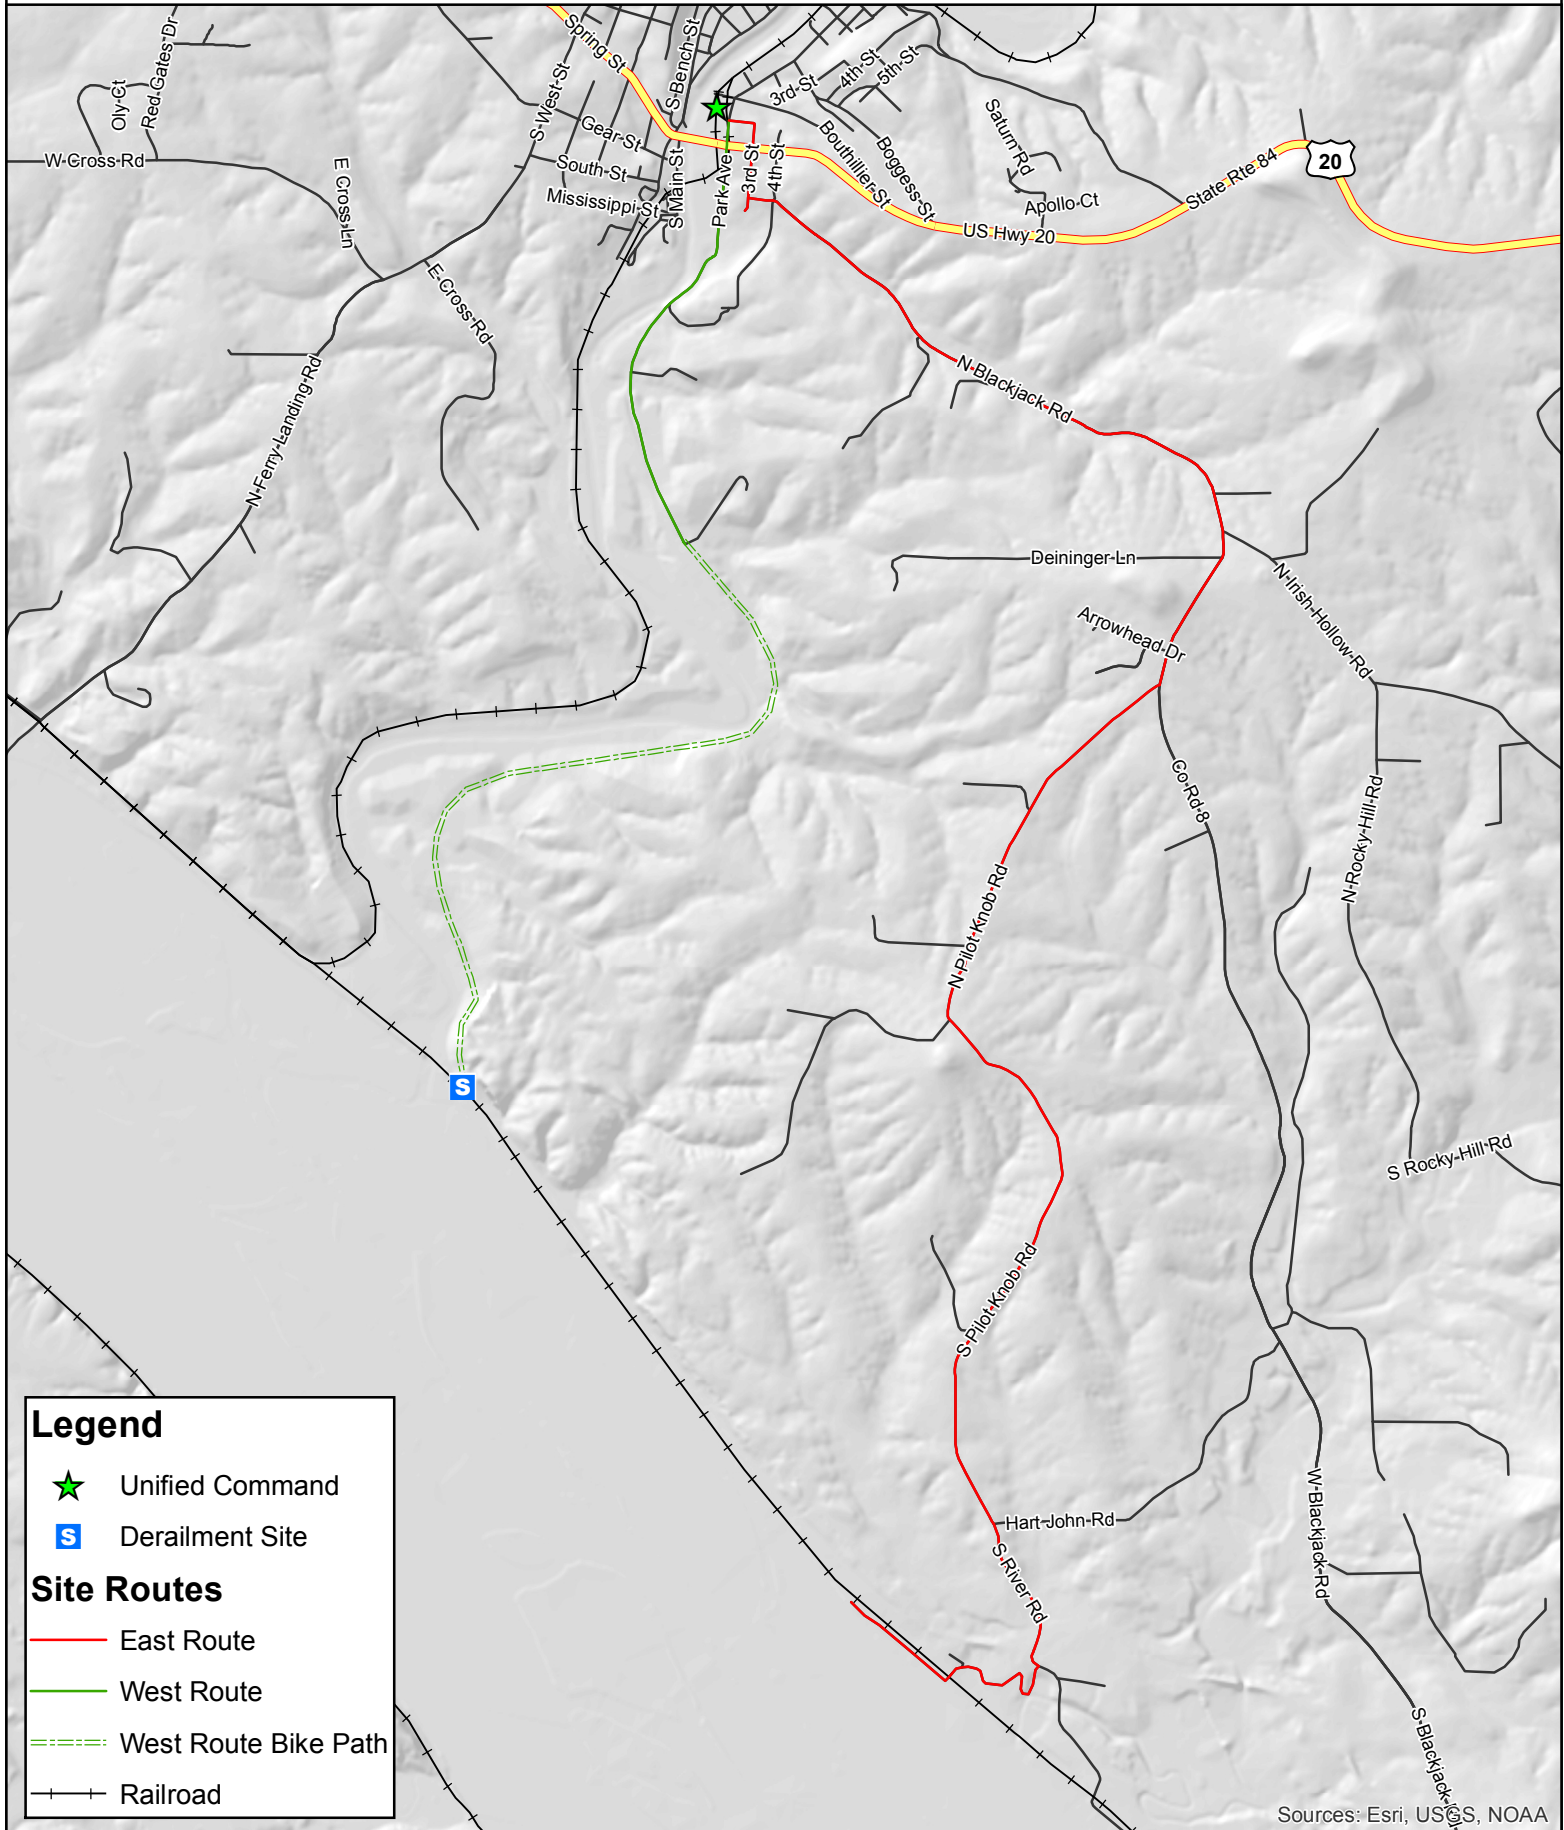 Spring St
S-West-St
S-Bench-St
Red-Gates Dr
Oly-Ct
W Cross Rd
E Cross-Ln
E-Cross-Rd
Gear-St
South-St
Mississippi-St
S-Main-St
Park-Ave
3rd-St
4th-St
3rd-St
4th-St
5th-St
Bouthillier-St
Boggess-St
Saturn-Rd
Apollo-Ct
US Hwy 20
State Rte 84
20
N-Ferry-Landing-Rd
N-Blackjack-Rd
Deininger-Ln
Arrowhead-Dr
N-Irish-Hollow-Rd
Co-Rd-8
N-Rocky-Hill-Rd
N-Pilot-Knob-Rd
S Rocky-Hill-Rd
S-Pilot-Knob-Rd
S
Hart-John-Rd
S-River-Rd
W-Blackjack-Rd
Legend
Unified Command
S Derailment Site
Site Routes
East Route
West Route
West Route Bike Path
Railroad
Sources: Esri, USGS, NOAA